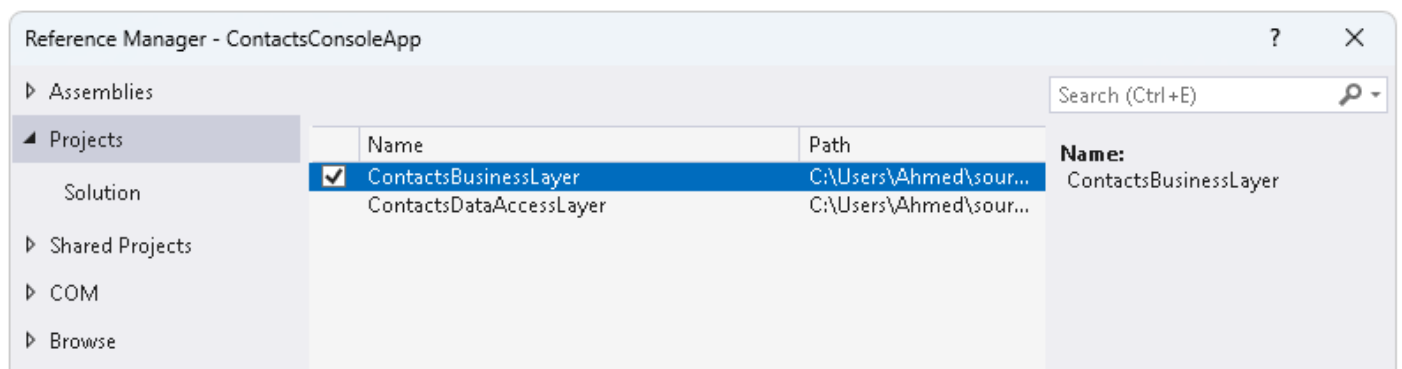 Reference Manager - ContactsConsoleApp ?
Assemblies
Search (Ctrl+E)
Projects
Name Path
Name:
ContactsBusinessLayer C:\Users\Ahmed\sour...
ContactsBusinessLayer
Solution
ContactsDataAccessLayer C:\Users\Ahmed\sour...
Shared Projects
COM
Browse